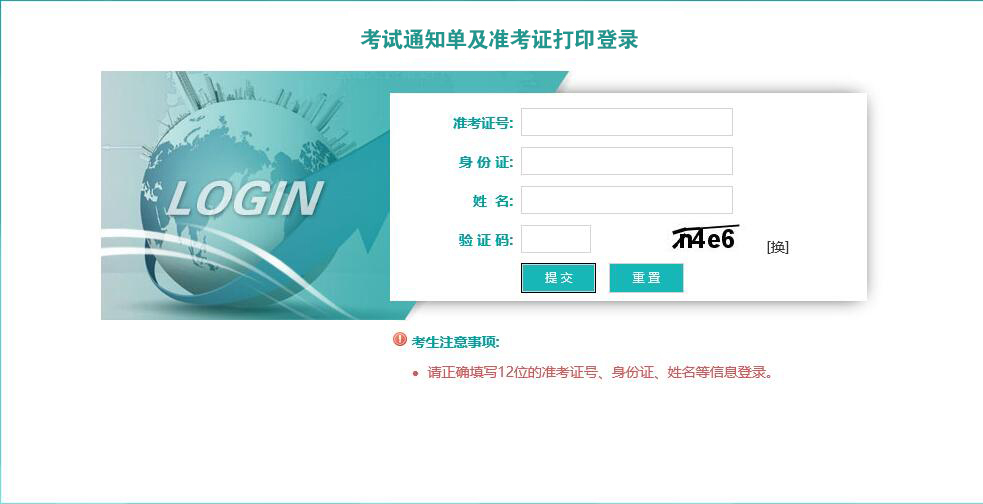 考试通知单及准考证打印登录
LOGIN
准考证号:
身 份 证:
姓 名:
验 证 码:
n4e6
[换]
提 交
重 置
考生注意事项:
请正确填写12位的准考证号、身份证、姓名等信息登录。